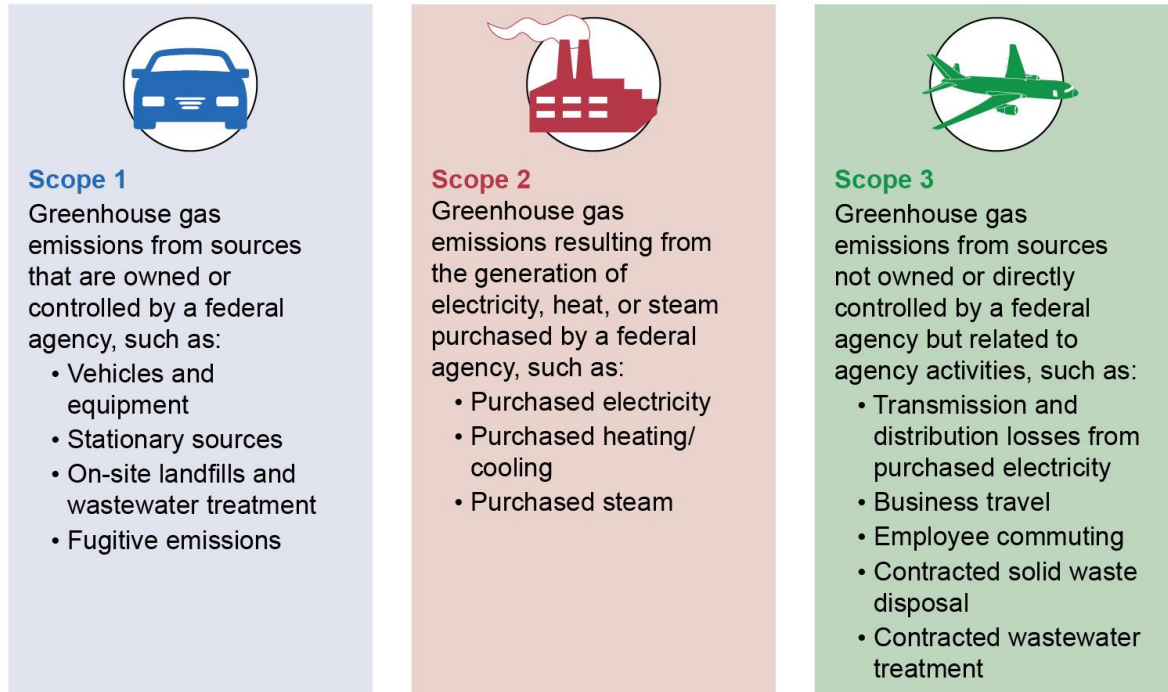 Scope 1
Greenhouse gas
emissions from sources
that are owned or
controlled by a federal
agency, such as:
• Vehicles and
equipment
• Stationary sources
• On-site landfills and
wastewater treatment
• Fugitive emissions
Scope 2
Greenhouse gas
emissions resulting from
the generation of
electricity, heat, or steam
purchased by a federal
agency, such as:
• Purchased electricity
• Purchased heating/
cooling
• Purchased steam
Scope 3
Greenhouse gas
emissions from sources
not owned or directly
controlled by a federal
agency but related to
agency activities, such as:
• Transmission and
distribution losses from
purchased electricity
• Business travel
• Employee commuting
• Contracted solid waste
disposal
• Contracted wastewater
treatment